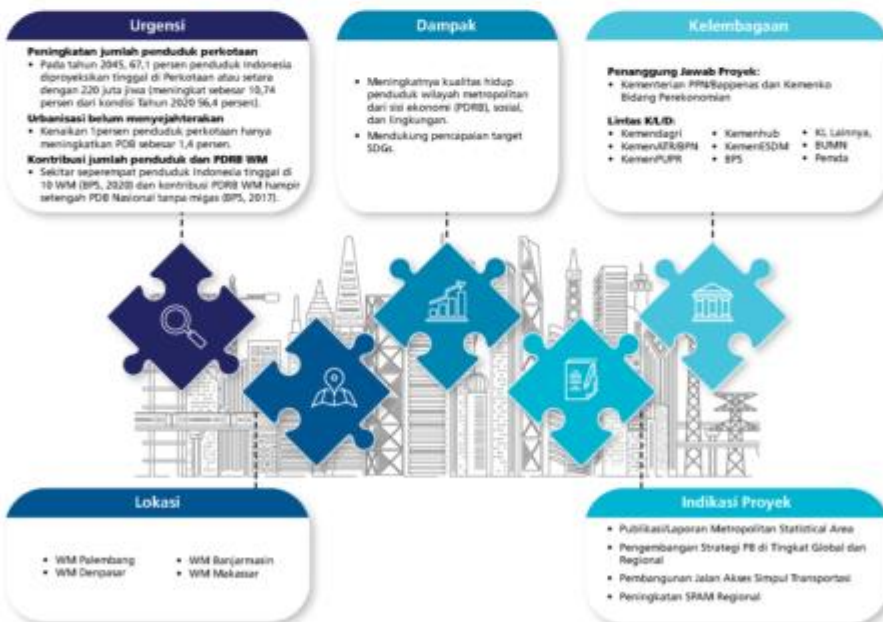 Urgensi
Peningkatan jumlah penduduk perkotaan
• Pada tahun 2045, 67,1 persen penduduk Indonesia
diproyeksikan tinggal di Perkotaan atau setara
dengan 220 juta jiwa (meningkat sebesar 10,74
persen dari kondisi Tahun 2020 56,4 persen).
Urbanisasi belum menyejahterakan
• Kenaikan 1persen penduduk perkotaan hanya
meningkatkan PDB sebesar 1,4 persen.
Kontribusi jumlah penduduk dan PDRB WM
• Sekitar seperempat penduduk Indonesia tinggal di
10 WM (BPS, 2020) dan kontribusi PDRB WM hampir
setengah PDB Nasional tanpa migas (BPS, 2017).
Dampak
• Meningkatnya kualitas hidup
penduduk wilayah metropolitan
dari sisi ekonomi (PDRB), sosial,
dan lingkungan.
• Mendukung pencapaian target
SDGs.
Kelembagaan
Penanggung Jawab Proyek:
• Kementerian PPN/Bappenas dan Kemenko
Bidang Perekonomian
Lintas K/L/D:
• Kemendagri
• KemenATR/BPN
• KemenPUPR
• Kemenhub
• KemenESDM
• BPS
• KL Lainnya,
• BUMN
• Pemda
Lokasi
• WM Palembang
• WM Denpasar
• WM Banjarmasin
• WM Makassar
Indikasi Proyek
• Publikasi/Laporan Metropolitan Statistical Area
• Pengembangan Strategi PB di Tingkat Global dan
Regional
• Pembangunan Jalan Akses Simpul Transportasi
• Peningkatan SPAM Regional